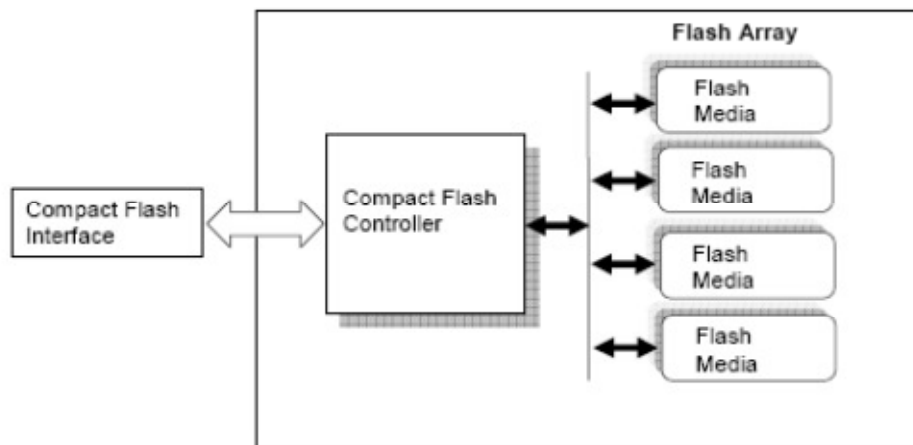 Flash Array
Flash
Media
Flash
Media
Compact Flash
Interface
Compact Flash
Controller
Flash
Media
Flash
Media